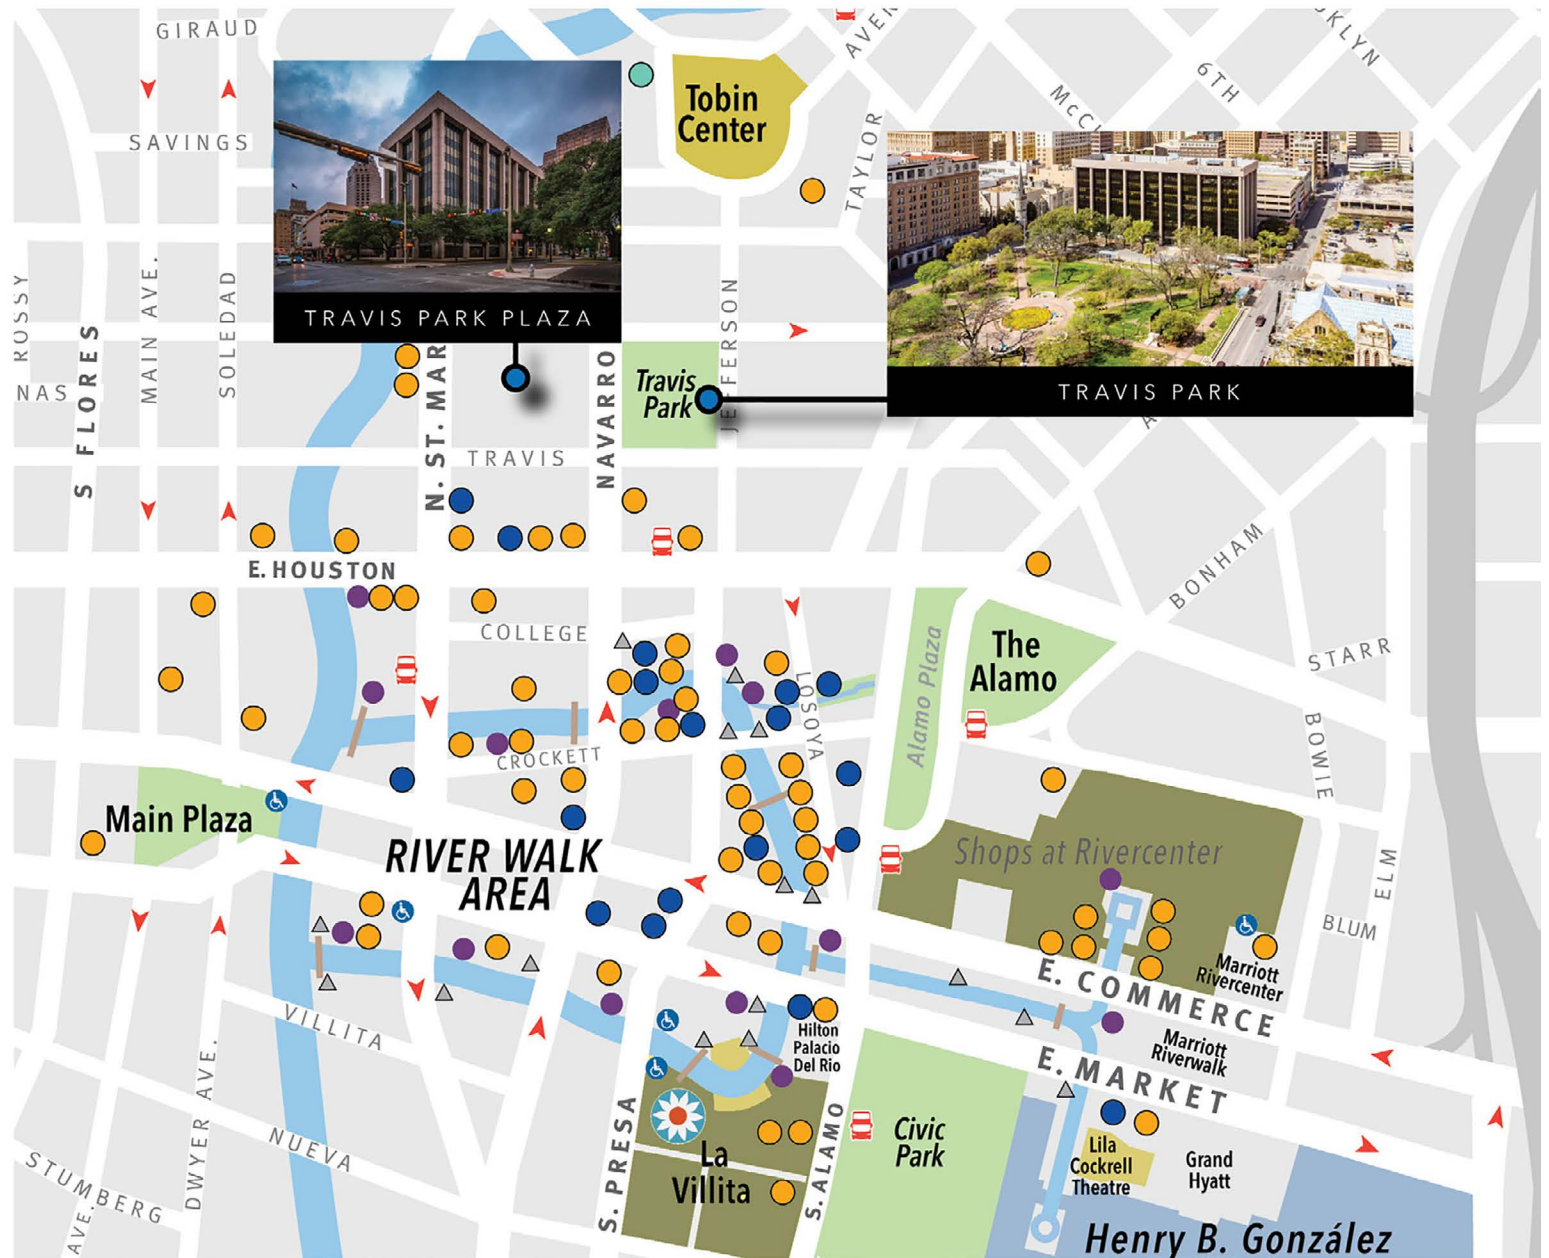 GIRAUD
AVEN
OKLYN
6TH
Tobin
Center
MCCL
SAVINGS
TAYLOR
ROSSY
MAIN AVE.
SOLEDAD
TRAVIS PARK PLAZA
JEFFERSON
S FLORES
NAS
N. ST. MAR
NAVARRO
Travis
Park
TRAVIS PARK
A
TRAVIS
E. HOUSTON
BONHAM
COLLEGE
The
Alamo
STARR
Alamo Plaza
LOSOYA
BOWIE
CROCKETT
Main Plaza
RIVER WALK
AREA
Shops at Rivercenter
ELM
BLUM
Marriott
Rivercenter
E. COMMERCE
VILLITA
Hilton
Palacio
Del Rio
Marriott
Riverwalk
E. MARKET
DWYER AVE.
S. PRESA
S. ALAMO
Civic
Park
NUEVA
STUMBERG
AVE.
La
Villita
Lila
Cockrell
Theatre
Grand
Hyatt
Henry B. González